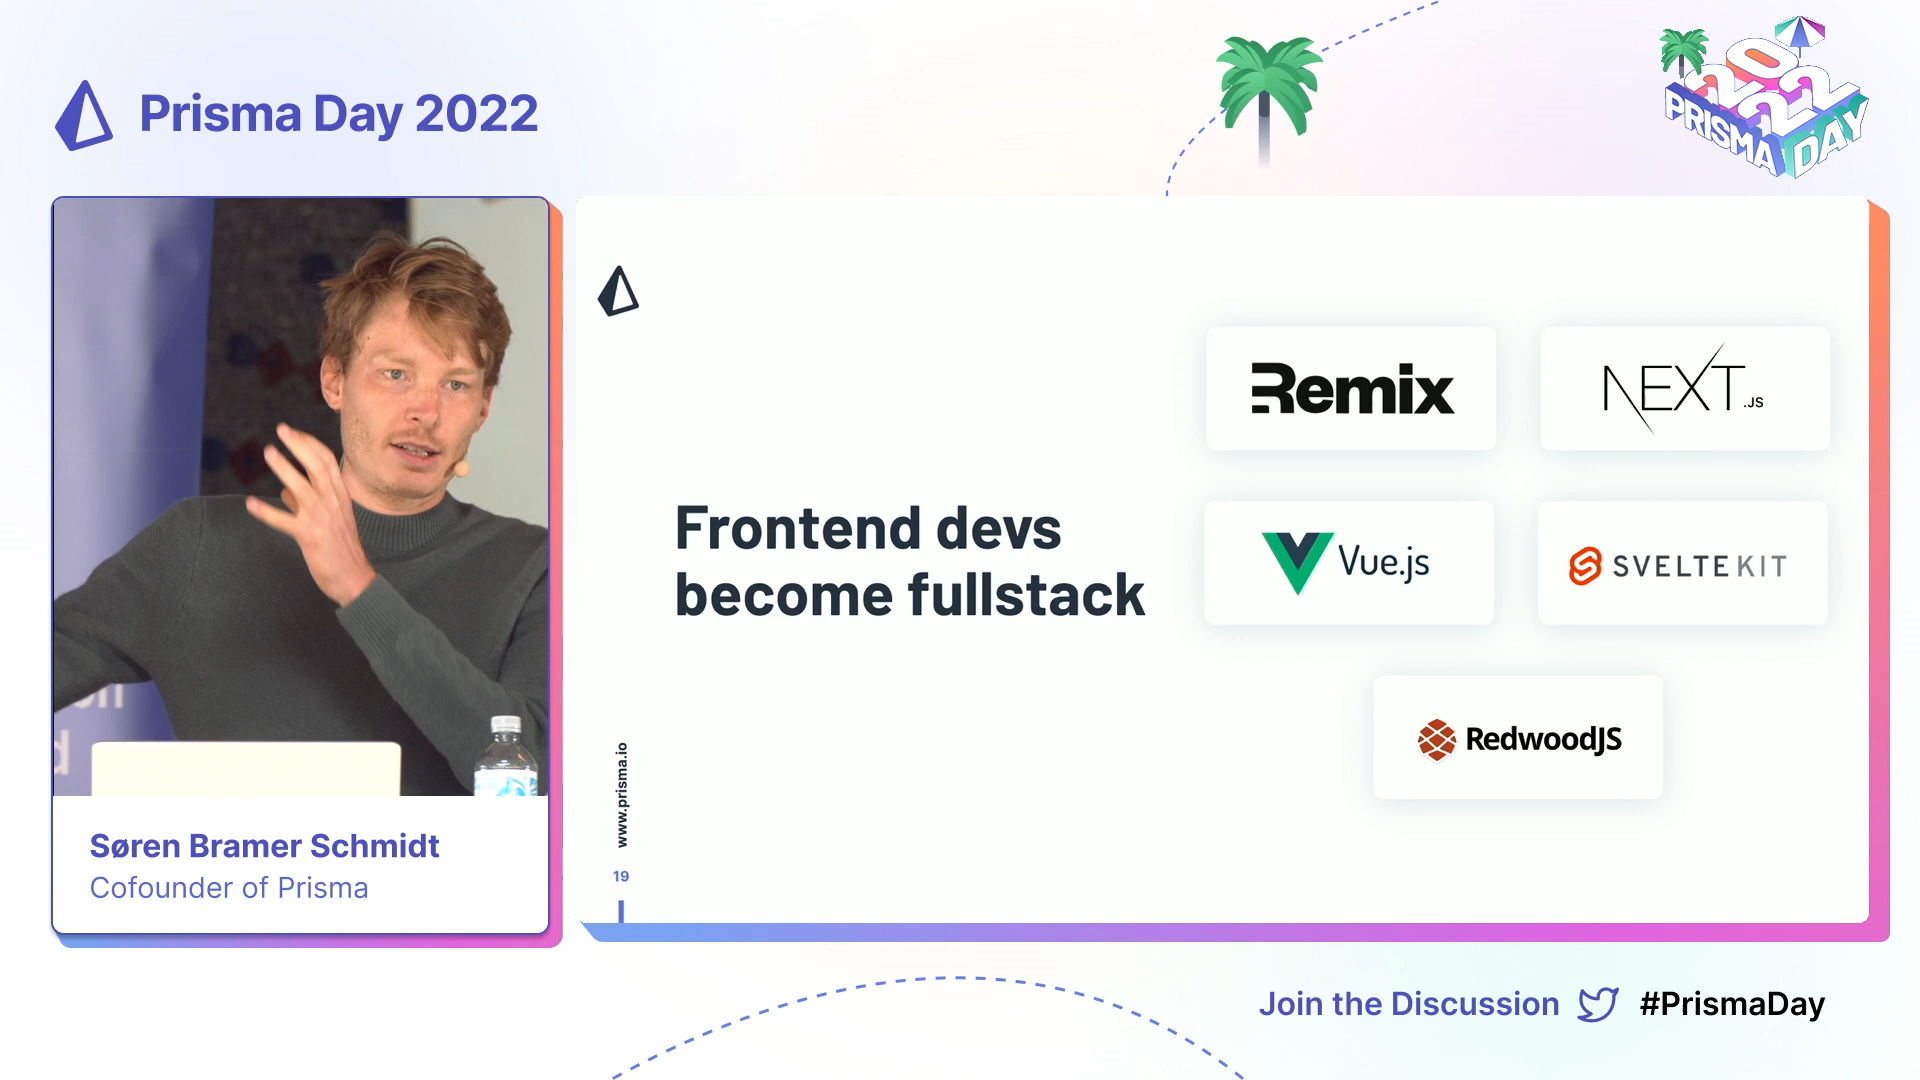 Prisma Day 2022
2022
PRISMA DAY
Remix
NEXT.JS
Frontend devs
become fullstack
Vue.js
SVELTEKIT
RedwoodJS
www.prisma.io
19
Søren Bramer Schmidt
Cofounder of Prisma
Join the Discussion #PrismaDay